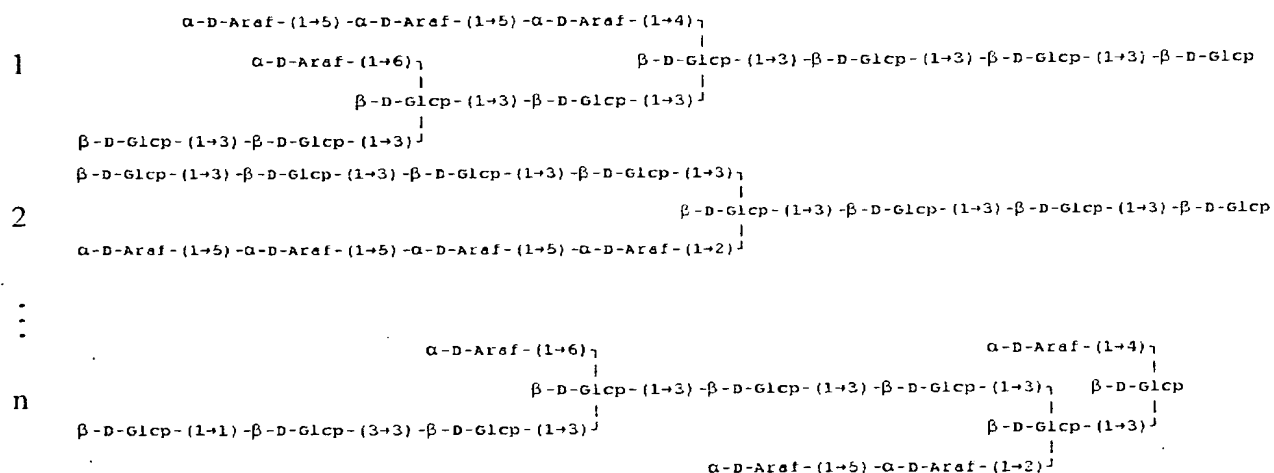 α-D-Araf-(1→5)-α-D-Araf-(1→5)-α-D-Araf-(1→4)
1
α-D-Araf-(1→6)
β-D-Glcp-(1→3)-β-D-Glcp-(1→3)-β-D-Glcp-(1→3)-β-D-Glcp
β-D-Glcp-(1→3)-β-D-Glcp-(1→3)
β-D-Glcp-(1→3)-β-D-Glcp-(1→3)
β-D-Glcp-(1→3)-β-D-Glcp-(1→3)-β-D-Glcp-(1→3)-β-D-Glcp-(1→3)
2
β-D-Glcp-(1→3)-β-D-Glcp-(1→3)-β-D-Glcp-(1→3)-β-D-Glcp
α-D-Araf-(1→5)-α-D-Araf-(1→5)-α-D-Araf-(1→5)-α-D-Araf-(1→2)
α-D-Araf-(1→6)
α-D-Araf-(1→4)
n
β-D-Glcp-(1→3)-β-D-Glcp-(1→3)-β-D-Glcp-(1→3)
β-D-Glcp
β-D-Glcp-(1→1)-β-D-Glcp-(3→3)-β-D-Glcp-(1→3)
β-D-Glcp-(1→3)
α-D-Araf-(1→5)-α-D-Araf-(1→2)